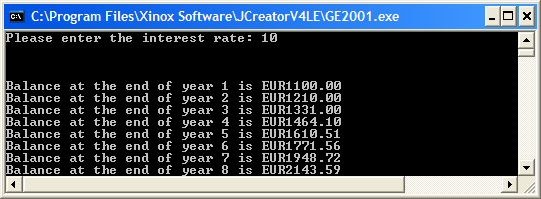 C:\Program Files\Xinox Software\JCreatorV4LE\GE2001.exe
Please enter the interest rate: 10
Balance at the end of year 1 is EUR1100.00
Balance at the end of year 2 is EUR1210.00
Balance at the end of year 3 is EUR1331.00
Balance at the end of year 4 is EUR1464.10
Balance at the end of year 5 is EUR1610.51
Balance at the end of year 6 is EUR1771.56
Balance at the end of year 7 is EUR1948.72
Balance at the end of year 8 is EUR2143.59